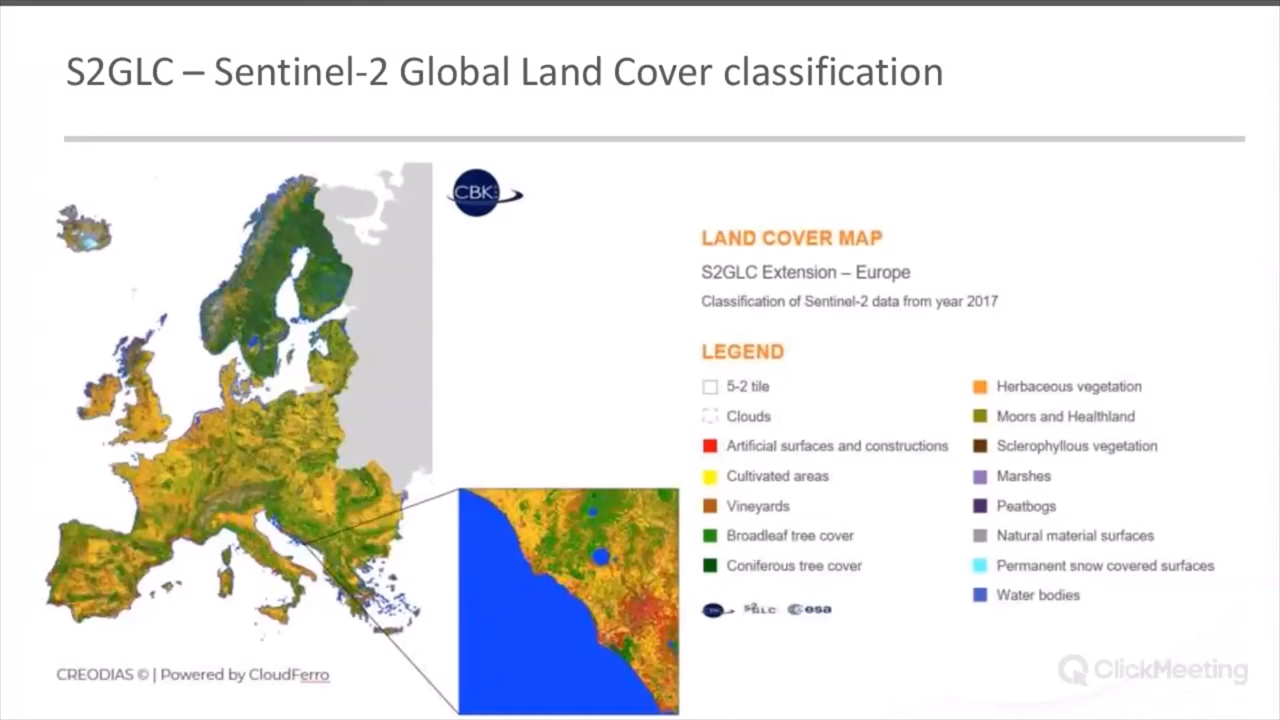 S2GLC – Sentinel-2 Global Land Cover classification
CBK
LAND COVER MAP
S2GLC Extension – Europe
Classification of Sentinel-2 data from year 2017
LEGEND
5-2 tile
Clouds
Artificial surfaces and constructions
Cultivated areas
Vineyards
Broadleaf tree cover
Coniferous tree cover
Herbaceous vegetation
Moors and Healthland
Sclerophyllous vegetation
Marshes
Peatbogs
Natural material surfaces
Permanent snow covered surfaces
Water bodies
S2GLC esa
CREODIAS © | Powered by CloudFerro
ClickMeeting